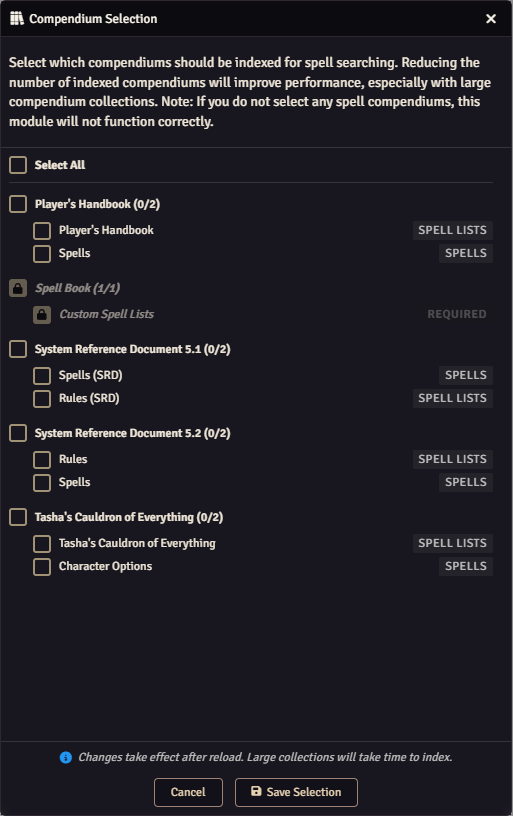 Compendium Selection
Select which compendiums should be indexed for spell searching. Reducing the
number of indexed compendiums will improve performance, especially with large
compendium collections. Note: If you do not select any spell compendiums, this
module will not function correctly.
Select All
Player's Handbook (0/2)
Player's Handbook SPELL LISTS
Spells SPELLS
Spell Book (1/1)
Custom Spell Lists REQUIRED
System Reference Document 5.1 (0/2)
Spells (SRD) SPELLS
Rules (SRD) SPELL LISTS
System Reference Document 5.2 (0/2)
Rules SPELL LISTS
Spells SPELLS
Tasha's Cauldron of Everything (0/2)
Tasha's Cauldron of Everything SPELL LISTS
Character Options SPELLS
Changes take effect after reload. Large collections will take time to index.
Cancel Save Selection